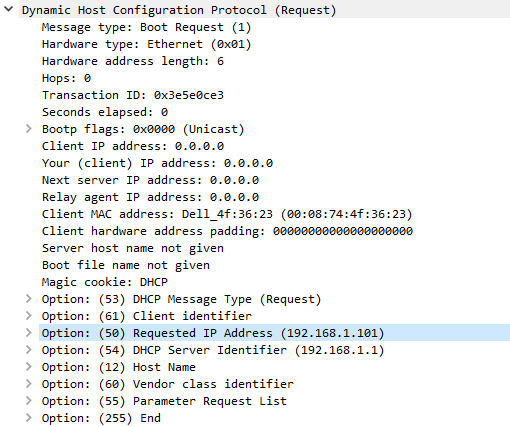 Dynamic Host Configuration Protocol (Request)
Message type: Boot Request (1)
Hardware type: Ethernet (0x01)
Hardware address length: 6
Hops: 0
Transaction ID: 0x3e5e0ce3
Seconds elapsed: 0
Bootp flags: 0x0000 (Unicast)
Client IP address: 0.0.0.0
Your (client) IP address: 0.0.0.0
Next server IP address: 0.0.0.0
Relay agent IP address: 0.0.0.0
Client MAC address: Dell_4f:36:23 (00:08:74:4f:36:23)
Client hardware address padding: 00000000000000000000
Server host name not given
Boot file name not given
Magic cookie: DHCP
Option: (53) DHCP Message Type (Request)
Option: (61) Client identifier
Option: (50) Requested IP Address (192.168.1.101)
Option: (54) DHCP Server Identifier (192.168.1.1)
Option: (12) Host Name
Option: (60) Vendor class identifier
Option: (55) Parameter Request List
Option: (255) End